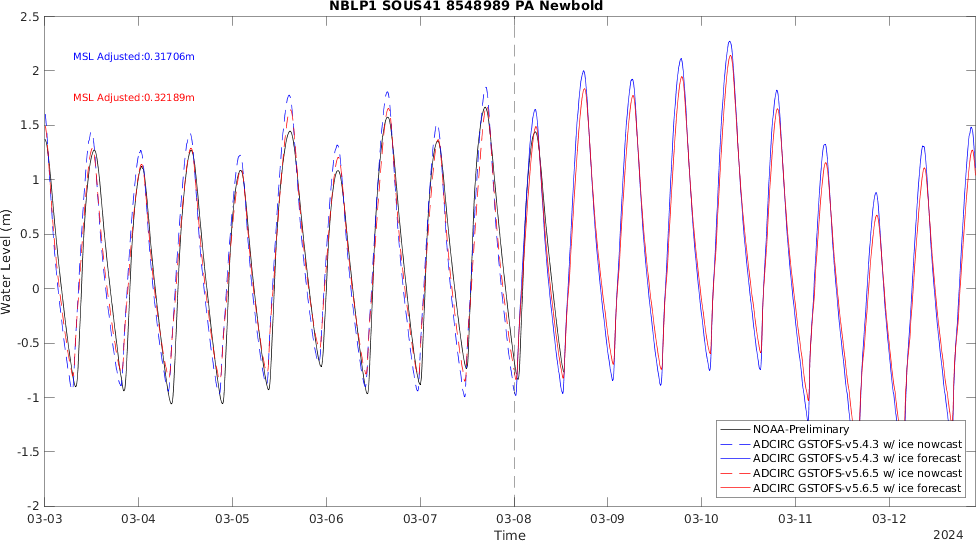 NBLP1 SOUS41 8548989 PA Newbold
2.5
2
1.5
1
0.5
0
-0.5
-1
-1.5
-2
Water Level (m)
MSL Adjusted:0.31706m
MSL Adjusted:0.32189m
NOAA-Preliminary
ADCIRC GSTOFS-v5.4.3 w/ ice nowcast
ADCIRC GSTOFS-v5.4.3 w/ ice forecast
ADCIRC GSTOFS-v5.6.5 w/ ice nowcast
ADCIRC GSTOFS-v5.6.5 w/ ice forecast
03-03 03-04 03-05 03-06 03-07 03-08 03-09 03-10 03-11 03-12
Time
2024